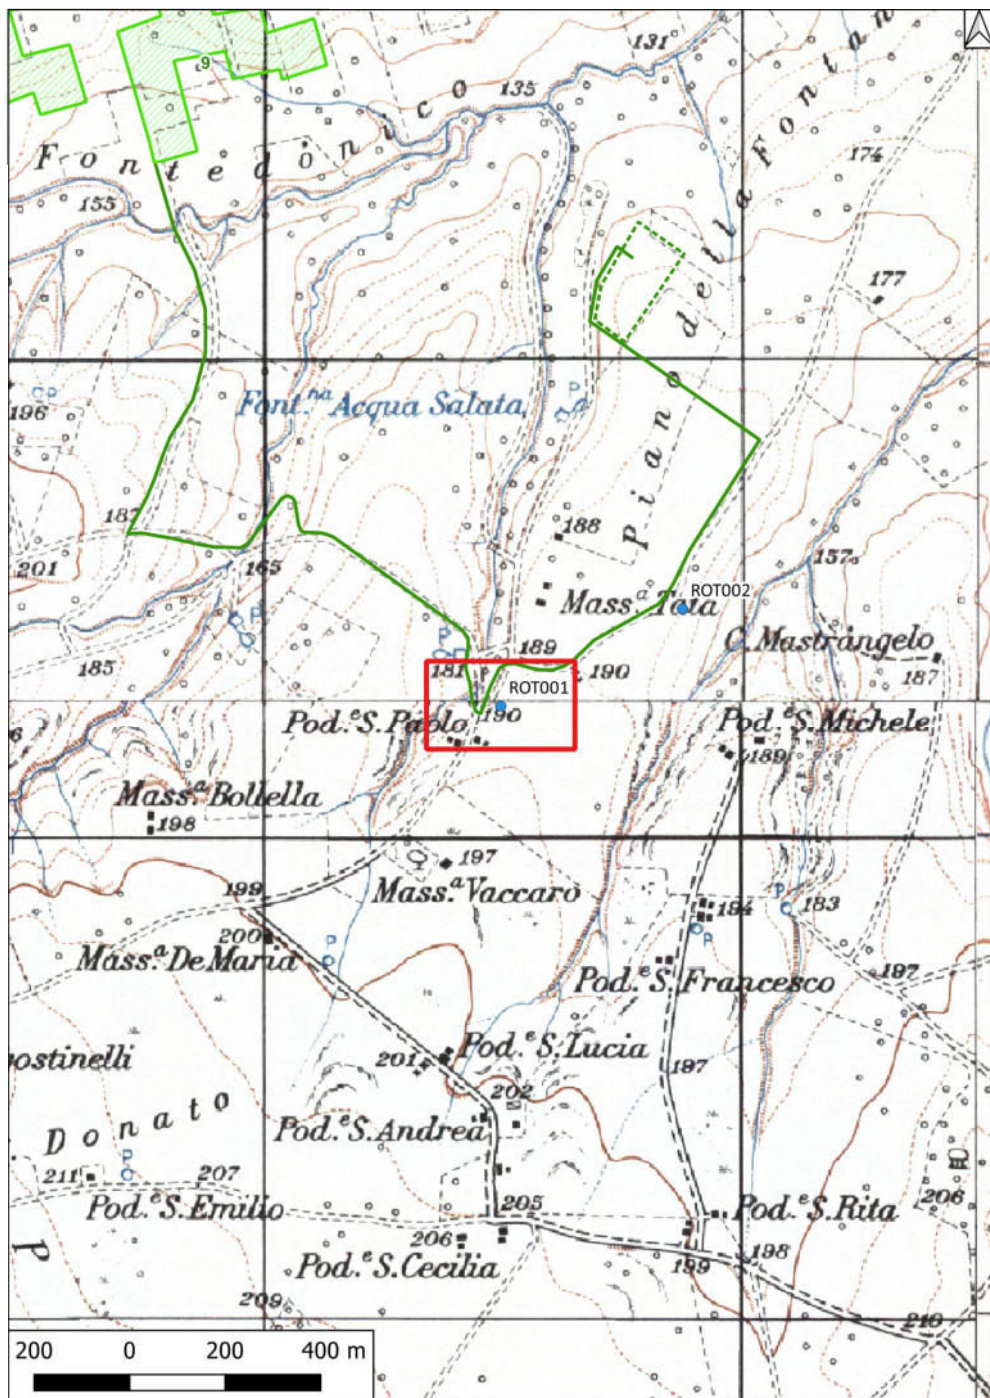 131
135
9
Fontedonico
Piano della Fontan
174
155
177
196
Font.na Acqua Salata
P
187
188
201
165
157
Mass.a Tota
ROT002
P
C. Mastrángelo
185
P
189
181
P
190
187
ROT001
Pod.e S. Paolo
190
Pod.e S. Michele
189
Mass.a Bollella
198
197
199
Mass.a Vaccaro
P
183
194
200
P
P
Mass.a De Maria
Pod.e S. Francesco
197
Pod.e S. Lucia
201
ostinelli
197
202
Donato
Pod.e S. Andrea
P
211
207
206
Pod.e S. Emilio
205
Pod.e S. Rita
P
206
198
199
Pod.e S. Cecilia
209
210
200 0 200 400 m